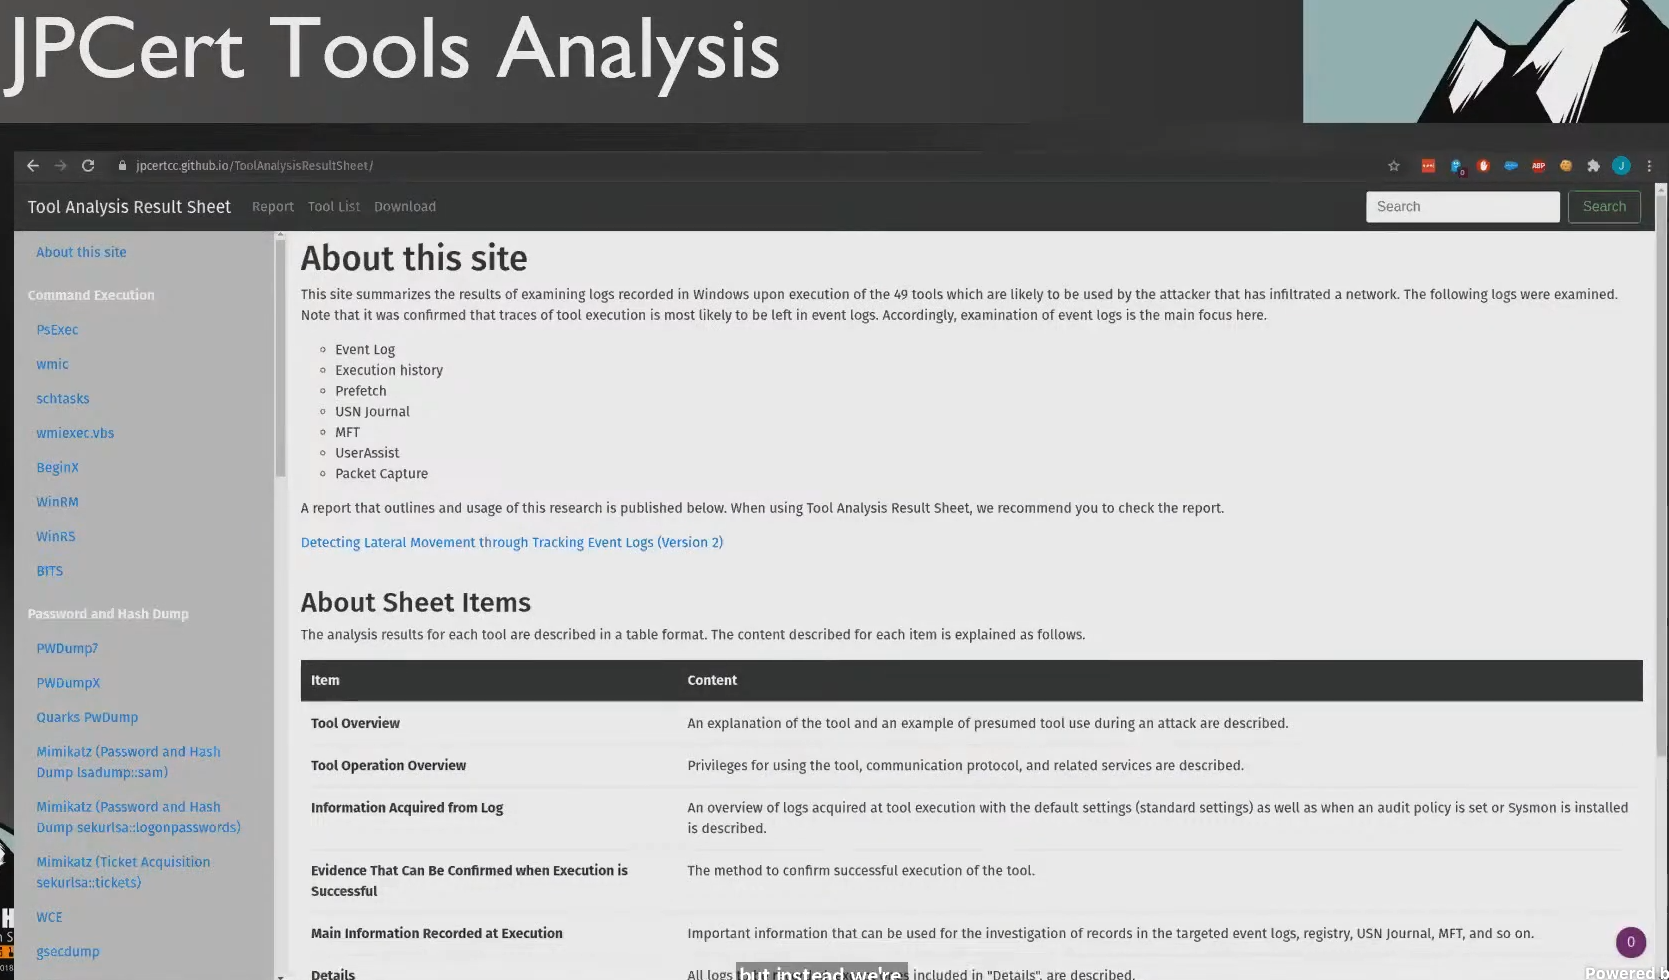 JPCert Tools Analysis
jpcertcc.github.io/ToolAnalysisResultSheet/
ABP
0
J
Tool Analysis Result Sheet Report Tool List Download
Search Search
About this site
Command Execution
PsExec
wmic
schtasks
wmiexec.vbs
BeginX
WinRM
WinRS
BITS
Password and Hash Dump
PWDump7
PWDumpX
Quarks PwDump
Mimikatz (Password and Hash
Dump lsadump::sam)
Mimikatz (Password and Hash
Dump sekurlsa::logonpasswords)
Mimikatz (Ticket Acquisition
sekurlsa::tickets)
WCE
gsecdump
About this site
This site summarizes the results of examining logs recorded in Windows upon execution of the 49 tools which are likely to be used by the attacker that has infiltrated a network. The following logs were examined.
Note that it was confirmed that traces of tool execution is most likely to be left in event logs. Accordingly, examination of event logs is the main focus here.
Event Log
Execution history
Prefetch
USN Journal
MFT
UserAssist
Packet Capture
A report that outlines and usage of this research is published below. When using Tool Analysis Result Sheet, we recommend you to check the report.
Detecting Lateral Movement through Tracking Event Logs (Version 2)
About Sheet Items
The analysis results for each tool are described in a table format. The content described for each item is explained as follows.
Item Content
Tool Overview An explanation of the tool and an example of presumed tool use during an attack are described.
Tool Operation Overview Privileges for using the tool, communication protocol, and related services are described.
Information Acquired from Log An overview of logs acquired at tool execution with the default settings (standard settings) as well as when an audit policy is set or Sysmon is installed
is described.
Evidence That Can Be Confirmed when Execution is The method to confirm successful execution of the tool.
Successful
Main Information Recorded at Execution Important information that can be used for the investigation of records in the targeted event logs, registry, USN Journal, MFT, and so on.
0
Details All logs included in "Details", are described.
but instead we're
Powered b